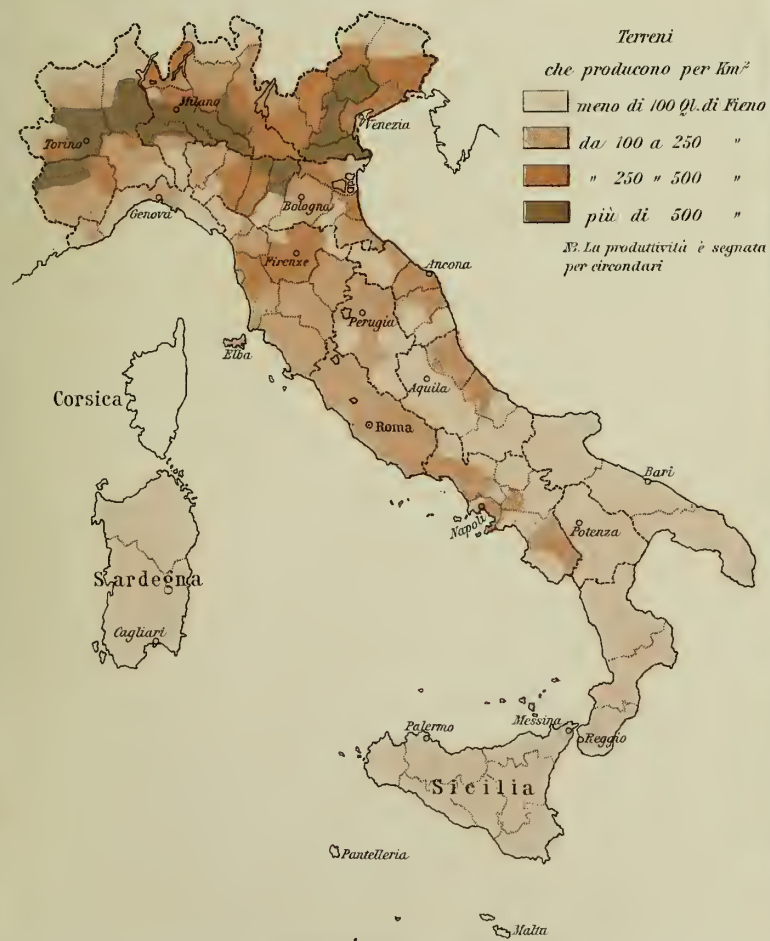 Terreni
che producono per Km²
meno di 100 Ql. di Fieno
da 100 a 250 "
" 250 " 500 "
più di 500 "
NB. La produttività è segnata
per circondari
Milano
Venezia
Torino
Genova
Bologna
Firenze
Ancona
Perugia
Elba
Aquila
Corsica
Roma
Bari
Napoli
Potenza
Sardegna
Cagliari
Messina
Palermo
Reggio
Sicilia
Pantelleria
Malta